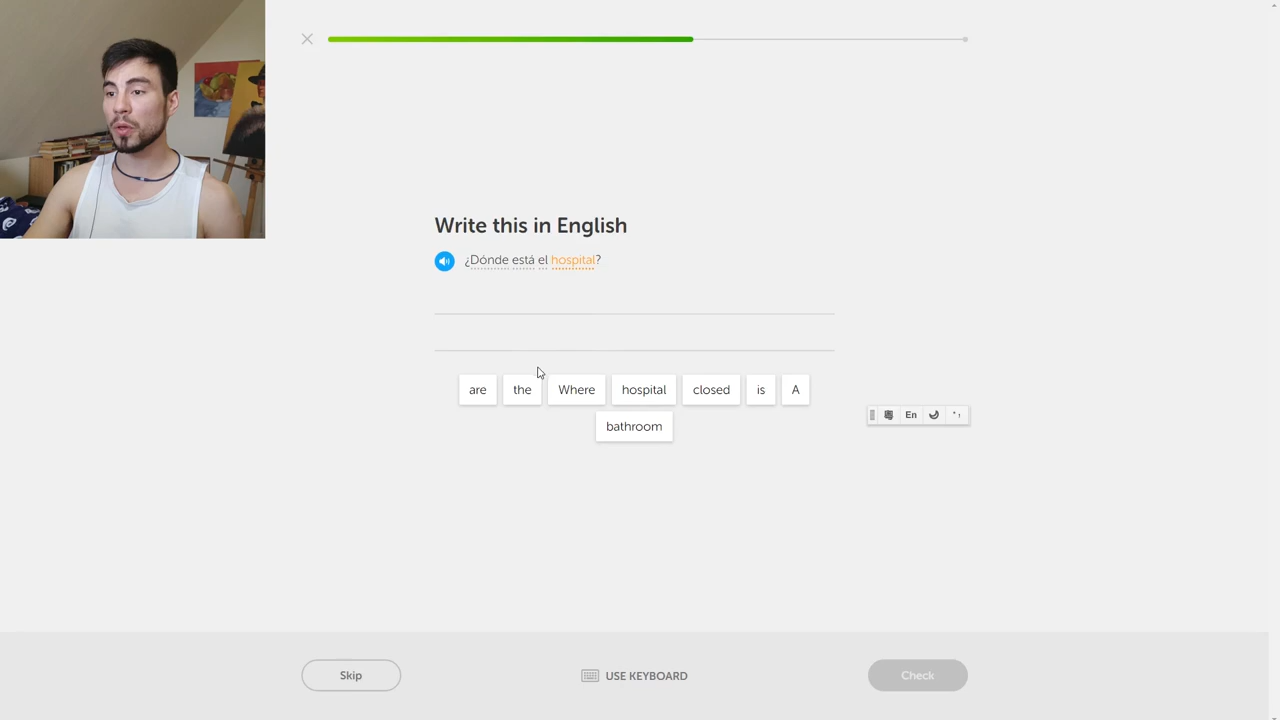 Write this in English
¿Dónde está el hospital?
are the Where hospital closed is A
bathroom
En
Skip
USE KEYBOARD
Check